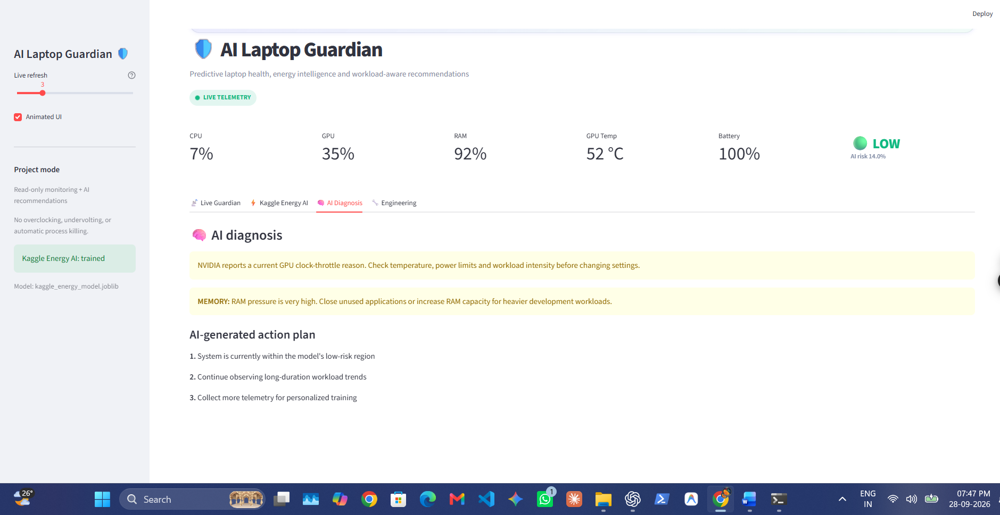 Deploy
AI Laptop Guardian
Live refresh
3
Animated UI
Project mode
Read-only monitoring + AI
recommendations
No overclocking, undervolting, or
automatic process killing.
Kaggle Energy AI: trained
Model: kaggle_energy_model.joblib
AI Laptop Guardian
Predictive laptop health, energy intelligence and workload-aware recommendations
LIVE TELEMETRY
CPU
7%
GPU
35%
RAM
92%
GPU Temp
52 °C
Battery
100%
LOW
AI risk 14.0%
Live Guardian
Kaggle Energy AI
AI Diagnosis
Engineering
AI diagnosis
NVIDIA reports a current GPU clock-throttle reason. Check temperature, power limits and workload intensity before changing settings.
MEMORY: RAM pressure is very high. Close unused applications or increase RAM capacity for heavier development workloads.
AI-generated action plan
1. System is currently within the model's low-risk region
2. Continue observing long-duration workload trends
3. Collect more telemetry for personalized training
26°
Search
1
ENG
IN
07:47 PM
28-09-2026